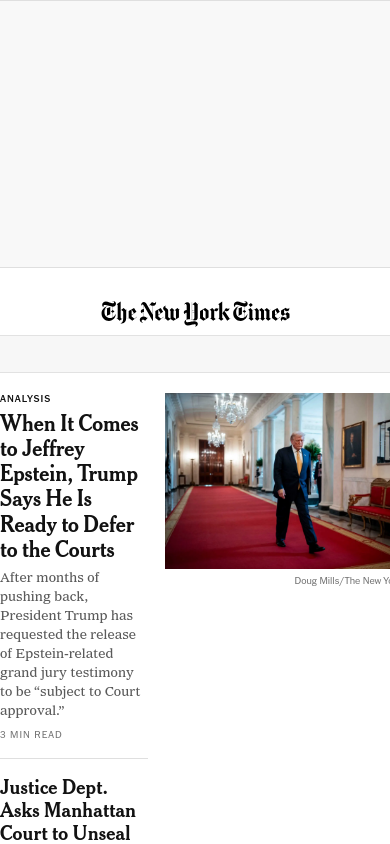 The New York Times
ANALYSIS
When It Comes
to Jeffrey
Epstein, Trump
Says He Is
Ready to Defer
to the Courts
After months of
pushing back,
President Trump has
requested the release
of Epstein-related
grand jury testimony
to be “subject to Court
approval.”
3 MIN READ
Doug Mills/The New
Justice Dept.
Asks Manhattan
Court to Unseal